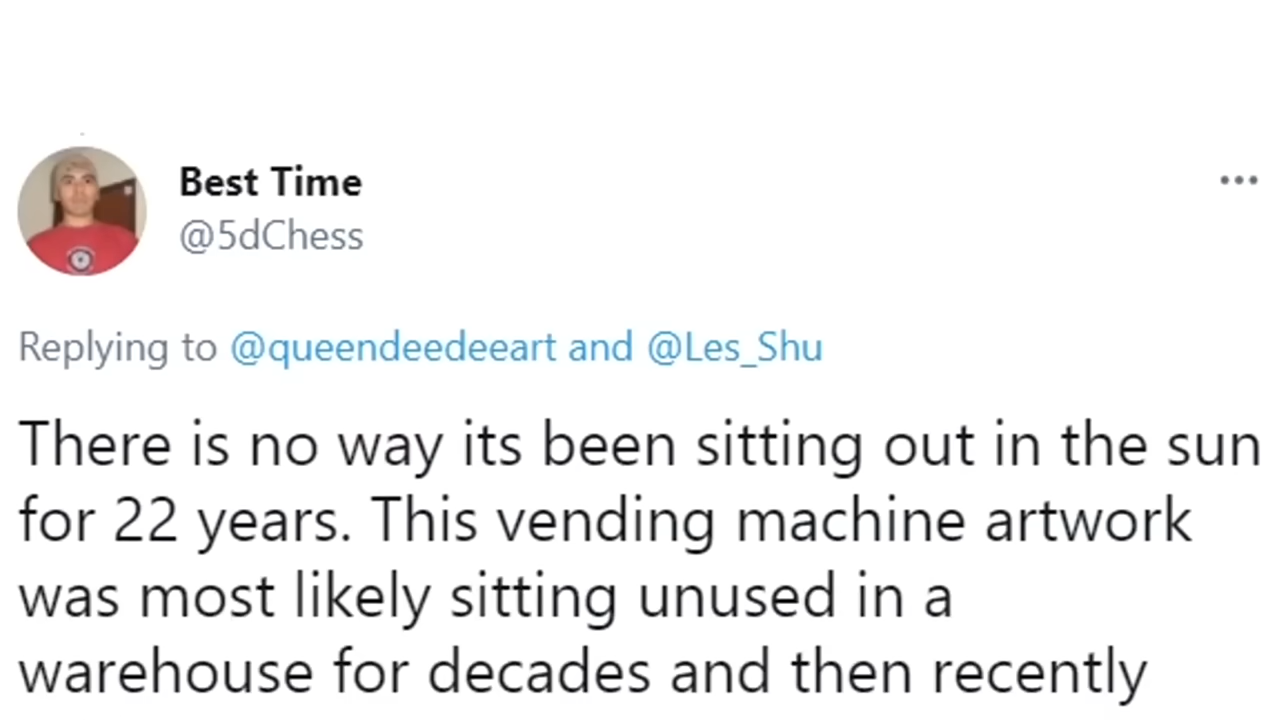 Best Time
@5dChess
Replying to @queendeedeeart and @Les_Shu
There is no way its been sitting out in the sun
for 22 years. This vending machine artwork
was most likely sitting unused in a
warehouse for decades and then recently